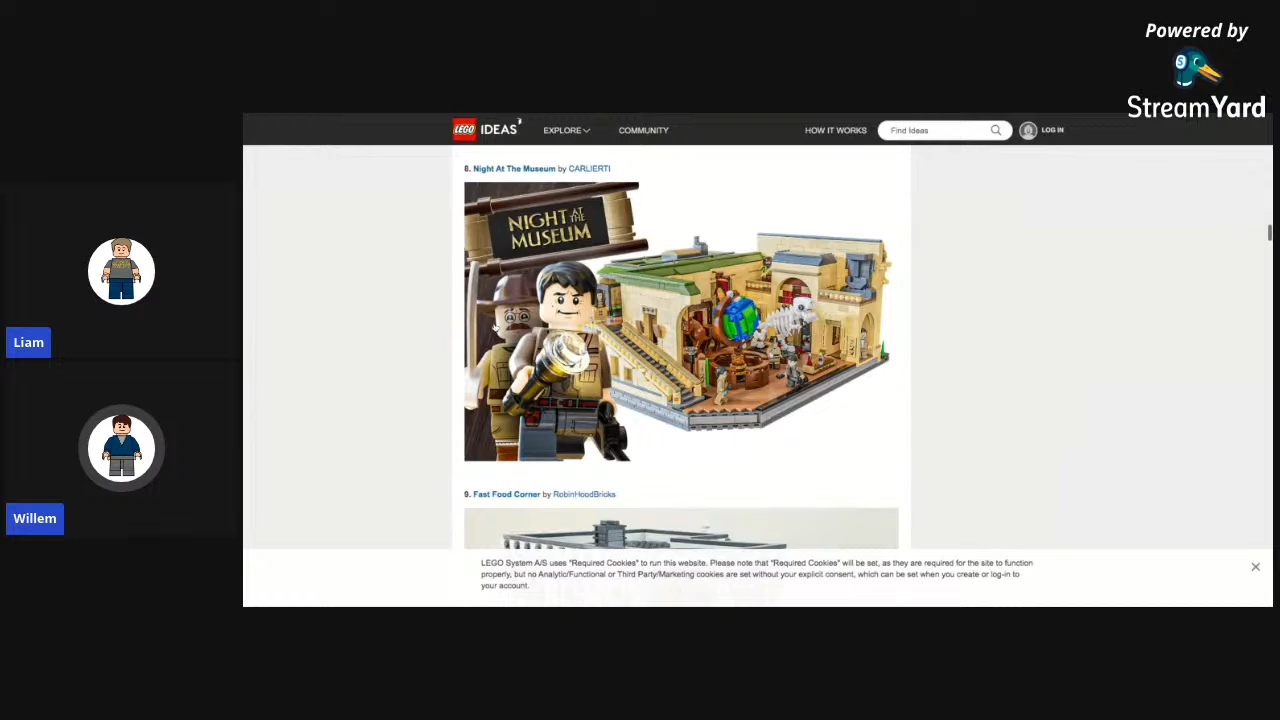 Powered by
StreamYard
LEGO IDEAS EXPLORE COMMUNITY HOW IT WORKS Find Ideas LOG IN
8. Night At The Museum by CARLIERTI
NIGHT AT THE
MUSEUM
Liam
9. Fast Food Corner by RobinHoodBricks
Willem
LEGO System A/S uses "Required Cookies" to run this website. Please note that "Required Cookies" will be set, as they are required for the site to function
properly, but no Analytic/Functional or Third Party/Marketing cookies are set without your explicit consent, which can be set when you create or log-in to
your account.